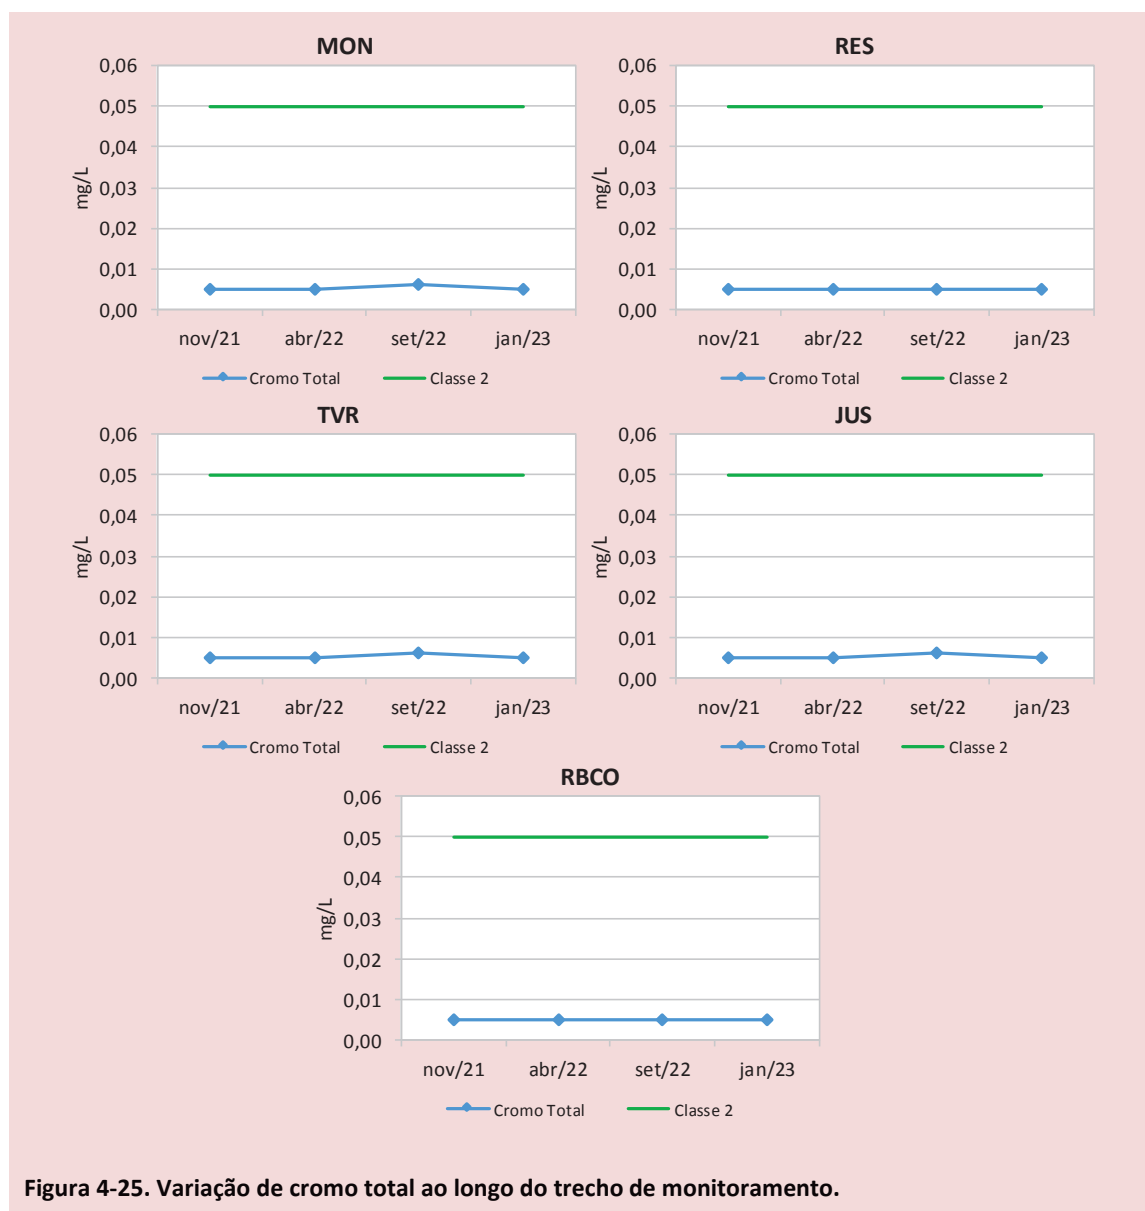 MON
0,06
0,05
0,04
0,03
0,02
0,01
0,00
mg/L
nov/21 abr/22 set/22 jan/23
Cromo Total Classe 2
RES
0,06
0,05
0,04
0,03
0,02
0,01
0,00
mg/L
nov/21 abr/22 set/22 jan/23
Cromo Total Classe 2
TVR
0,06
0,05
0,04
0,03
0,02
0,01
0,00
mg/L
nov/21 abr/22 set/22 jan/23
Cromo Total Classe 2
JUS
0,06
0,05
0,04
0,03
0,02
0,01
0,00
mg/L
nov/21 abr/22 set/22 jan/23
Cromo Total Classe 2
RBCO
0,06
0,05
0,04
0,03
0,02
0,01
0,00
mg/L
nov/21 abr/22 set/22 jan/23
Cromo Total Classe 2
Figura 4-25. Variação de cromo total ao longo do trecho de monitoramento.